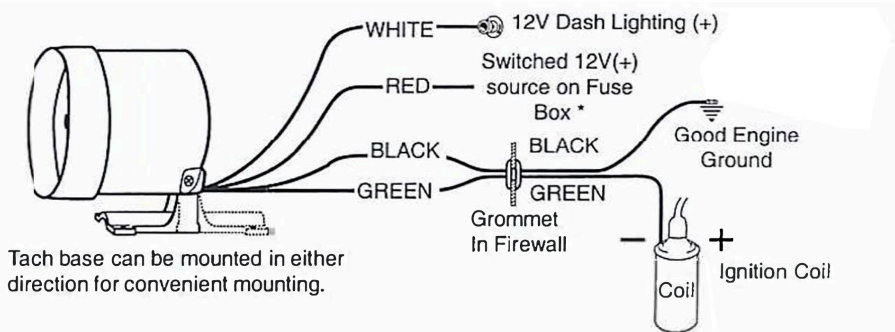 WHITE
12V Dash Lighting (+)
RED
Switched 12V(+)
source on Fuse
Box *
BLACK
GREEN
BLACK
GREEN
Good Engine
Ground
Grommet
In Firewall
Tach base can be mounted in either
direction for convenient mounting.
− +
Ignition Coil
Coil